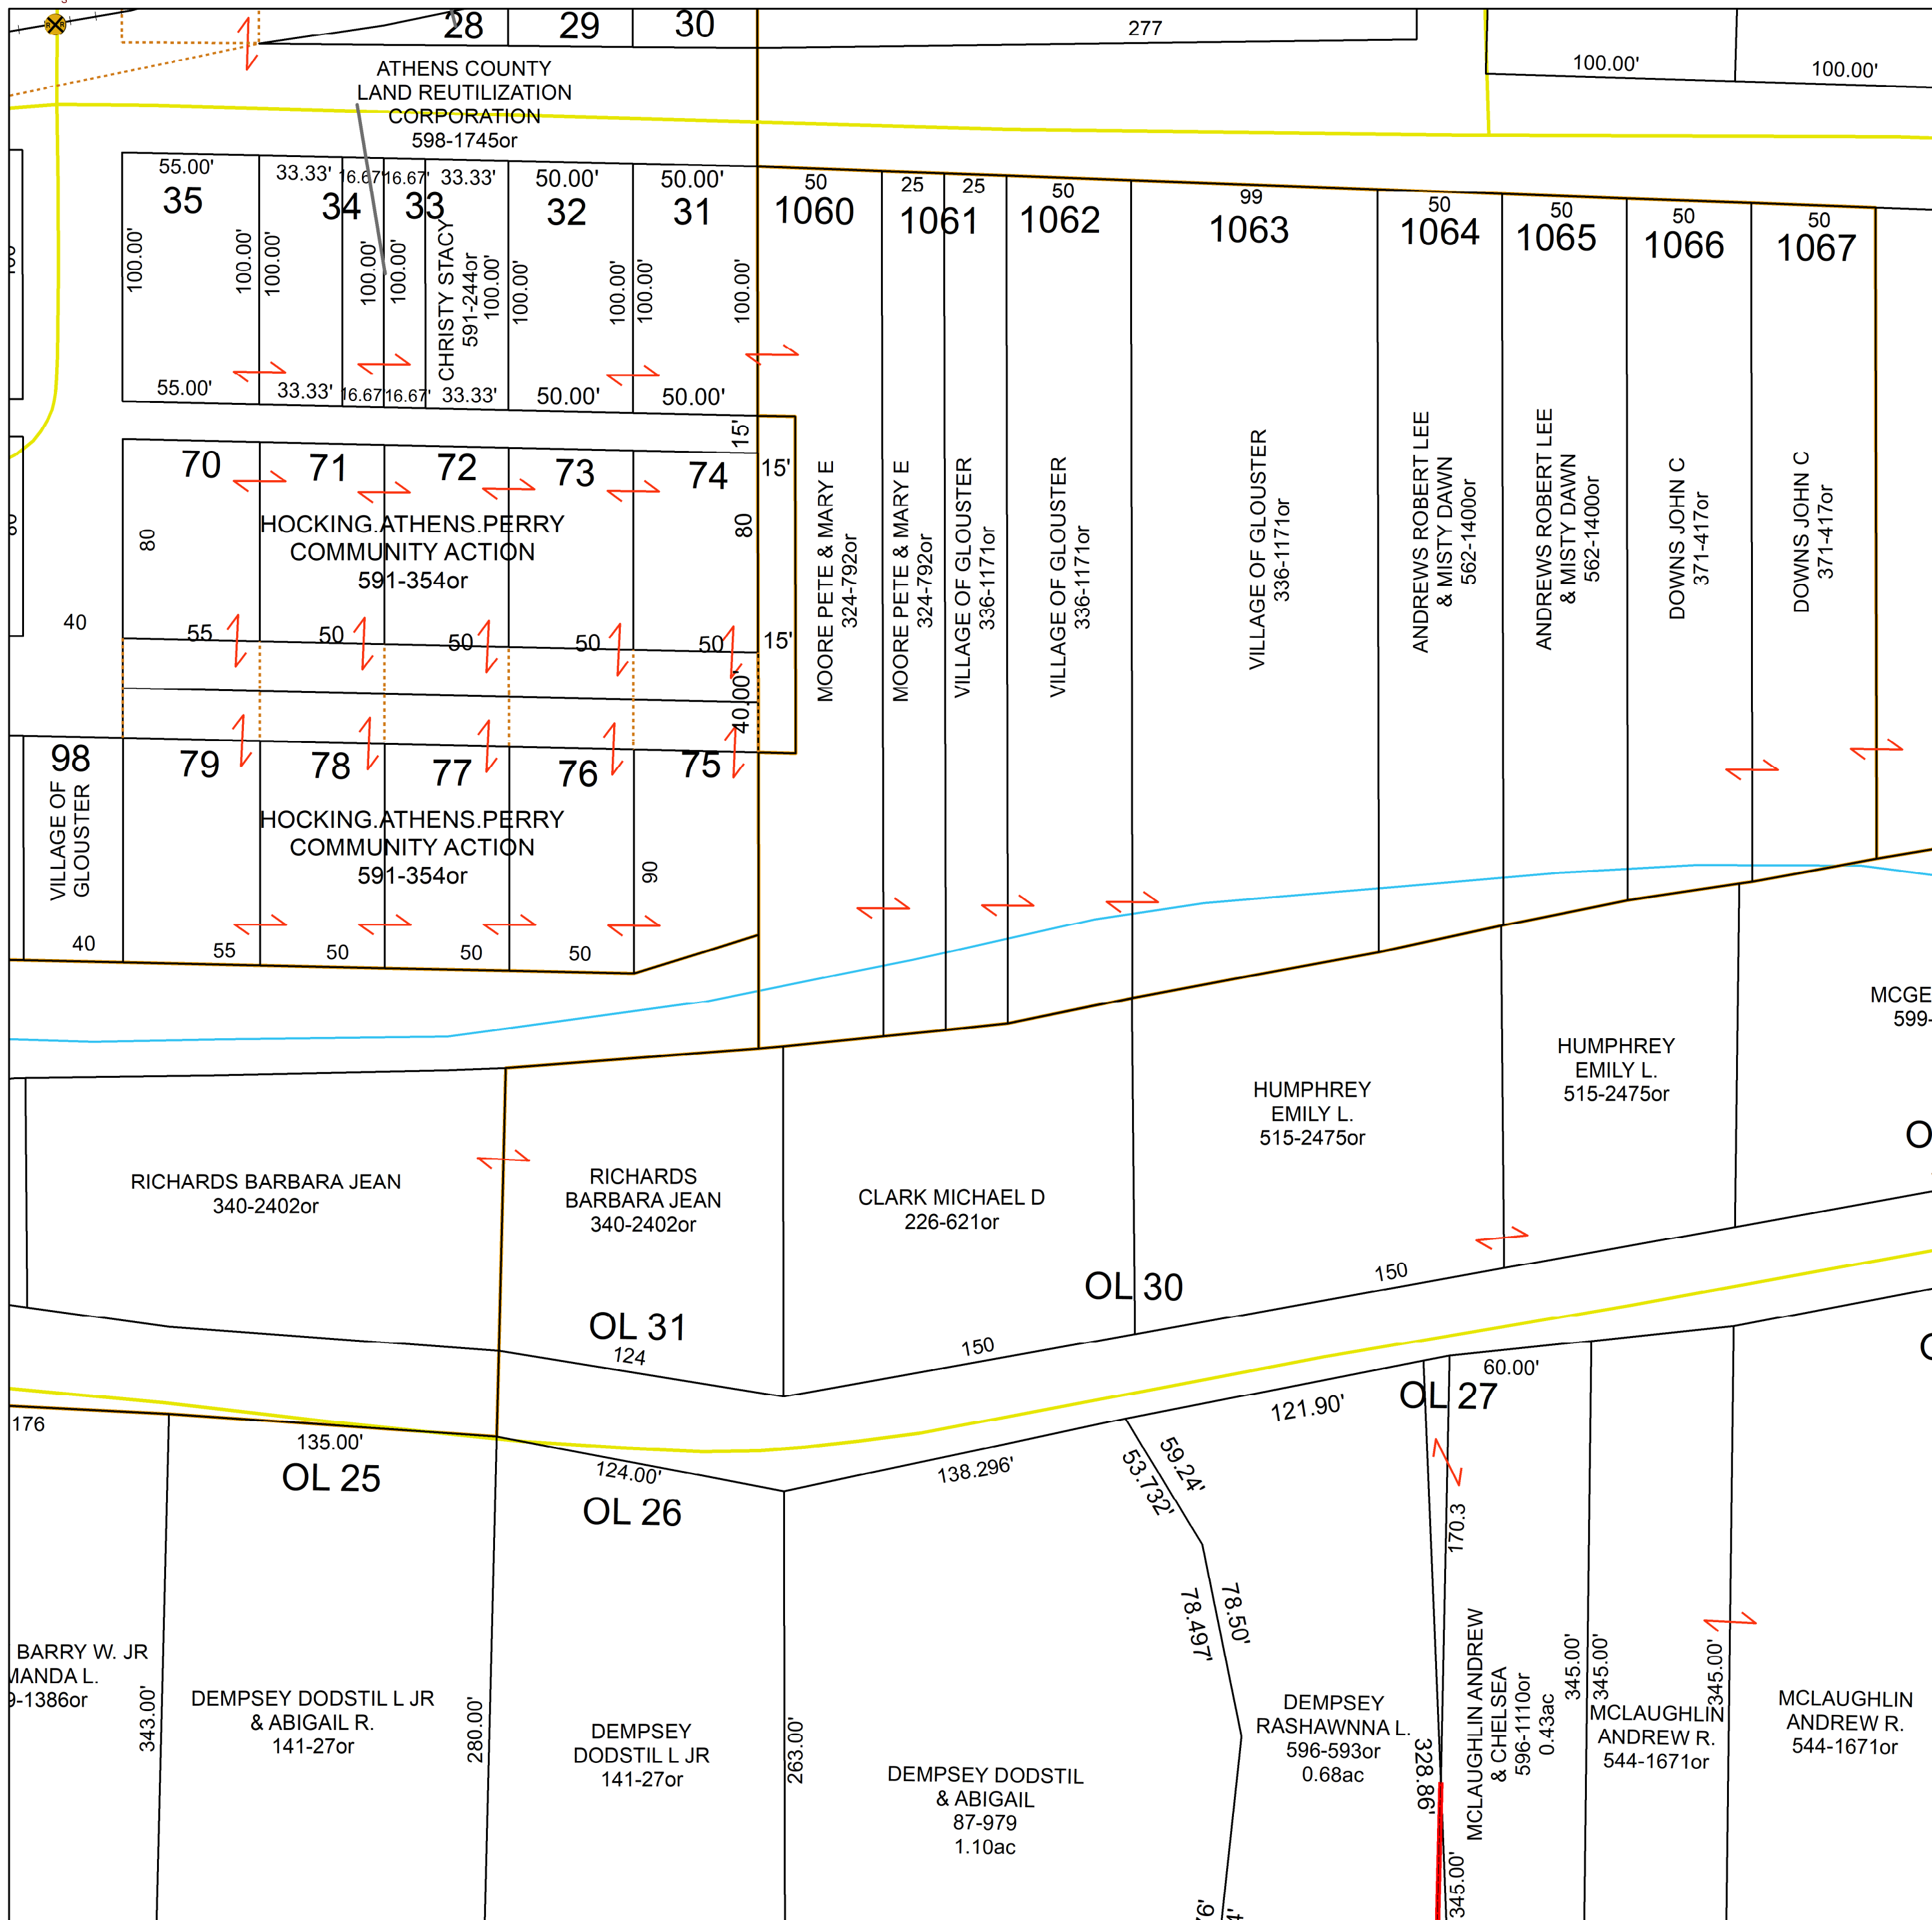 28
29
30
277
100.00'
100.00'
ATHENS COUNTY
LAND REUTILIZATION
CORPORATION
598-1745or
55.00'
33.33'
16.67'
16.67'
33.33'
50.00'
50.00'
35
34
33
32
31
100.00'
100.00'
100.00'
100.00'
100.00'
CHRISTY STACY
591-244or
100.00'
100.00'
100.00'
100.00'
100.00'
55.00'
33.33'
16.67'
16.67'
33.33'
50.00'
50.00'
50
25
25
50
99
50
50
50
50
1060
1061
1062
1063
1064
1065
1066
1067
15'
15'
15'
70
71
72
73
74
80
80
HOCKING.ATHENS.PERRY
COMMUNITY ACTION
591-354or
40
55
50
50
50
50
40.00'
MOORE PETE & MARY E
324-792or
MOORE PETE & MARY E
324-792or
VILLAGE OF GLOUSTER
336-1171or
VILLAGE OF GLOUSTER
336-1171or
VILLAGE OF GLOUSTER
336-1171or
ANDREWS ROBERT LEE
& MISTY DAWN
562-1400or
ANDREWS ROBERT LEE
& MISTY DAWN
562-1400or
DOWNS JOHN C
371-417or
DOWNS JOHN C
371-417or
98
79
78
77
76
75
VILLAGE OF
GLOUSTER
HOCKING.ATHENS.PERRY
COMMUNITY ACTION
591-354or
90
40
55
50
50
50
MCGE
599-
HUMPHREY
EMILY L.
515-2475or
HUMPHREY
EMILY L.
515-2475or
RICHARDS BARBARA JEAN
340-2402or
RICHARDS
BARBARA JEAN
340-2402or
CLARK MICHAEL D
226-621or
OL 30
150
OL 31
124
150
176
135.00'
OL 25
124.00'
OL 26
138.296'
121.90'
60.00'
OL 27
59.24'
53.732'
78.50'
78.497'
170.3
BARRY W. JR
MANDA L.
9-1386or
343.00'
DEMPSEY DODSTIL L JR
& ABIGAIL R.
141-27or
280.00'
DEMPSEY
DODSTIL L JR
141-27or
263.00'
DEMPSEY DODSTIL
& ABIGAIL
87-979
1.10ac
DEMPSEY
RASHAWNNA L.
596-593or
0.68ac
328.86'
MCLAUGHLIN ANDREW
& CHELSEA
596-1110or
0.43ac
345.00'
345.00'
345.00'
345.00'
MCLAUGHLIN
ANDREW R.
544-1671or
MCLAUGHLIN
ANDREW R.
544-1671or